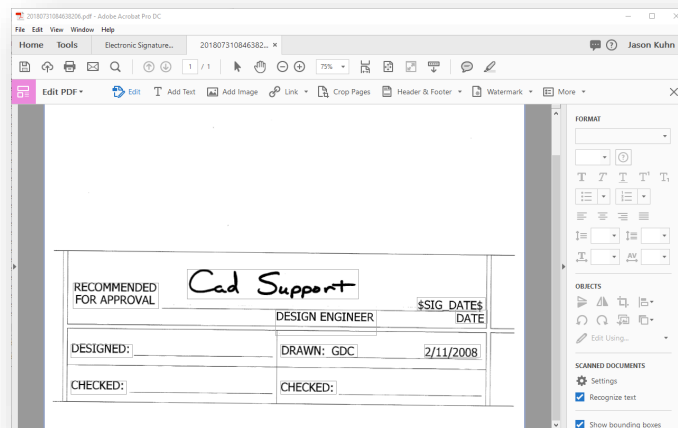 20180731084638206.pdf - Adobe Acrobat Pro DC
File Edit View Window Help
Home Tools Electronic Signature... 20180731084638​2... × Jason Kuhn
1 / 1 75%
Edit PDF Edit Add Text Add Image Link Crop Pages Header & Footer Watermark More
FORMAT
RECOMMENDED
FOR APPROVAL
Cad Support
$SIG_DATE$
DESIGN ENGINEER DATE
DESIGNED: DRAWN: GDC 2/11/2008
CHECKED: CHECKED:
OBJECTS
Edit Using...
SCANNED DOCUMENTS
Settings
Recognize text
Show bounding boxes